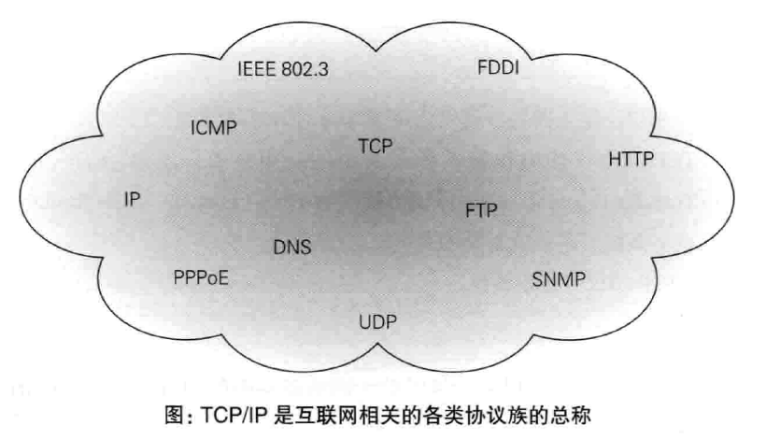 IEEE 802.3
FDDI
ICMP
TCP
HTTP
IP
FTP
DNS
PPPoE
SNMP
UDP
图：TCP/IP 是互联网相关的各类协议族的总称